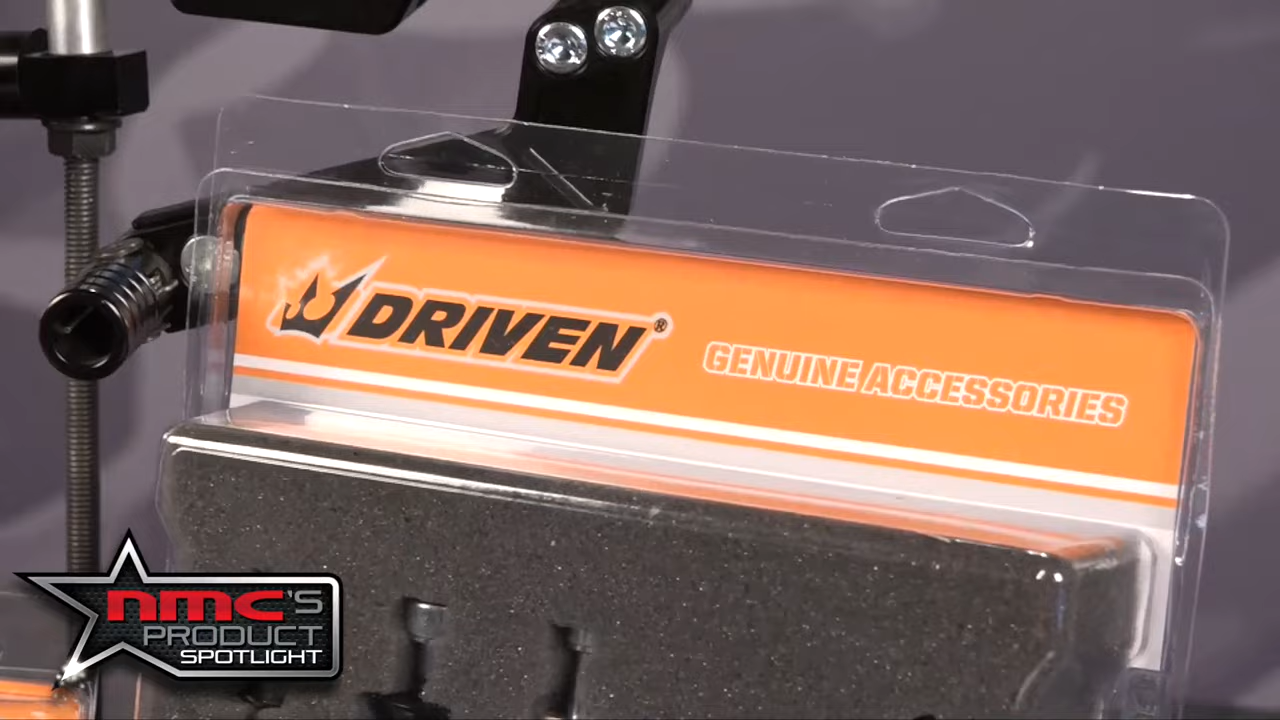 DRIVEN®
GENUINE ACCESSORIES
nmc's
PRODUCT
SPOTLIGHT